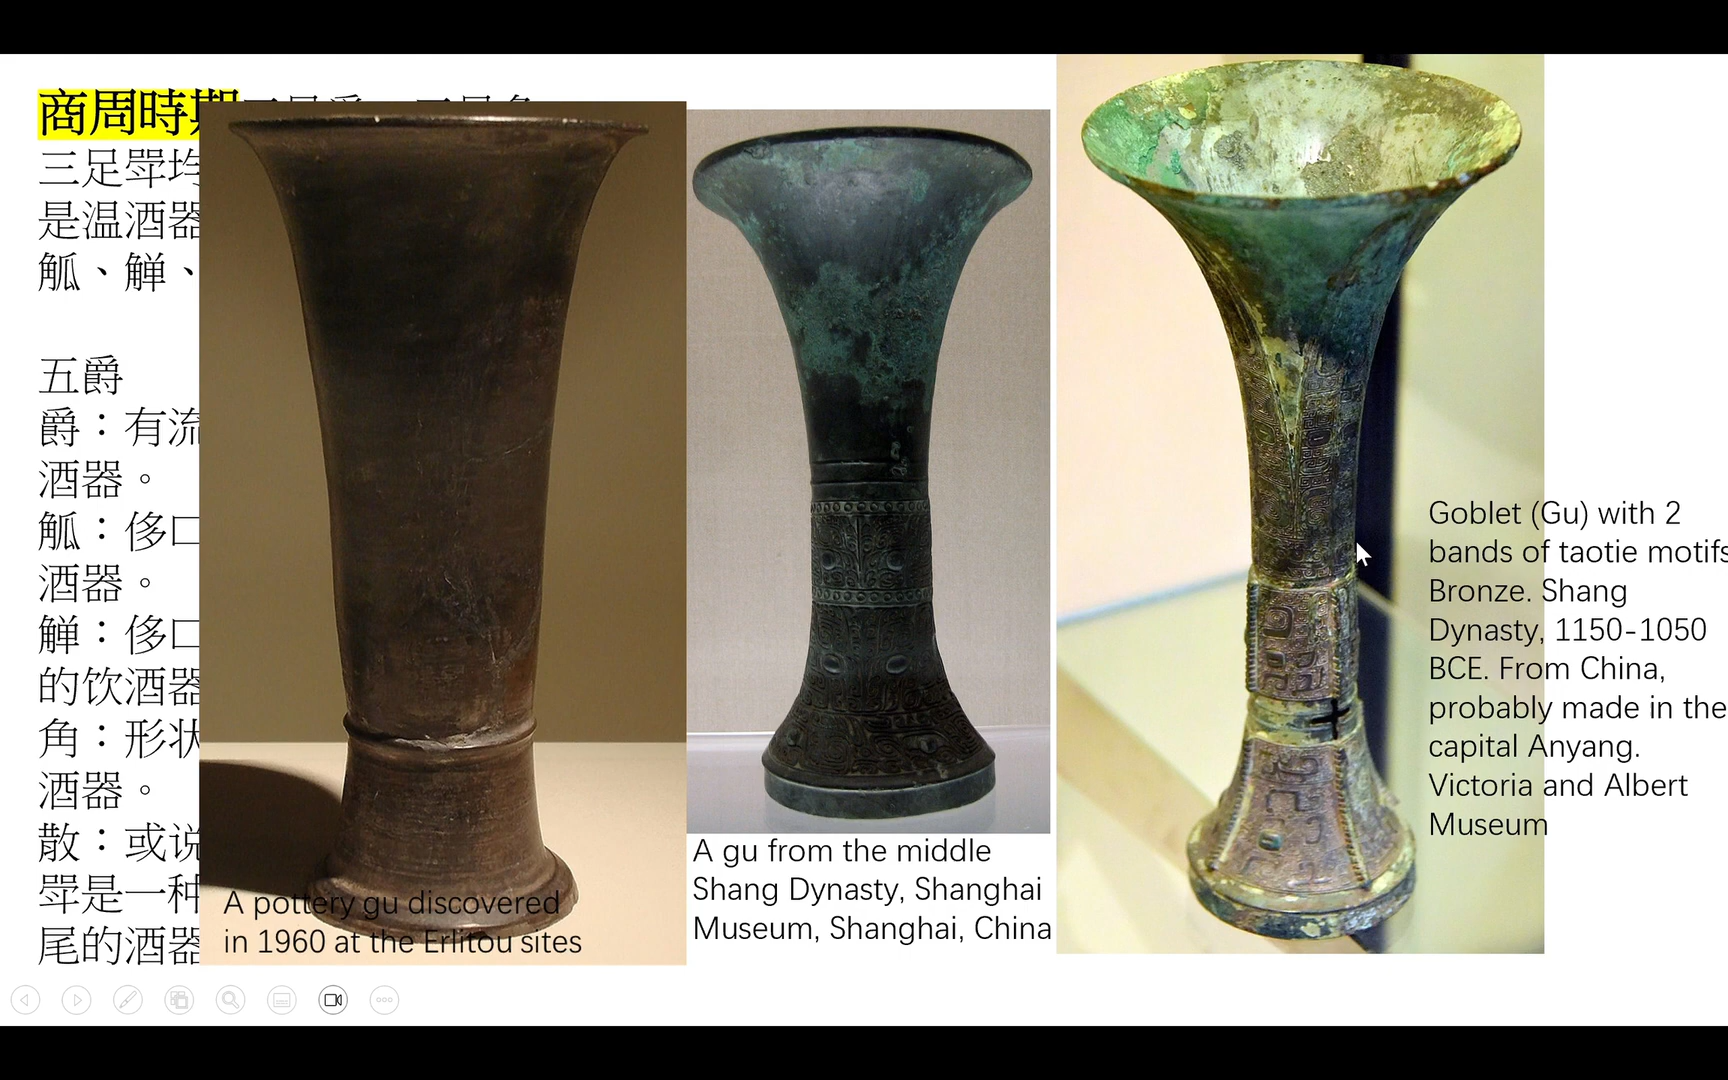 商周時期
三足斝均
是温酒器
觚、觶、
五爵
爵：有流
酒器。
觚：侈口
酒器。
觶：侈口
的饮酒器
角：形状
酒器。
散：或说
斝是一种
尾的酒器
A pottery gu discovered
in 1960 at the Erlitou sites
A gu from the middle
Shang Dynasty, Shanghai
Museum, Shanghai, China
Goblet (Gu) with 2
bands of taotie motifs
Bronze. Shang
Dynasty, 1150-1050
BCE. From China,
probably made in the
capital Anyang.
Victoria and Albert
Museum